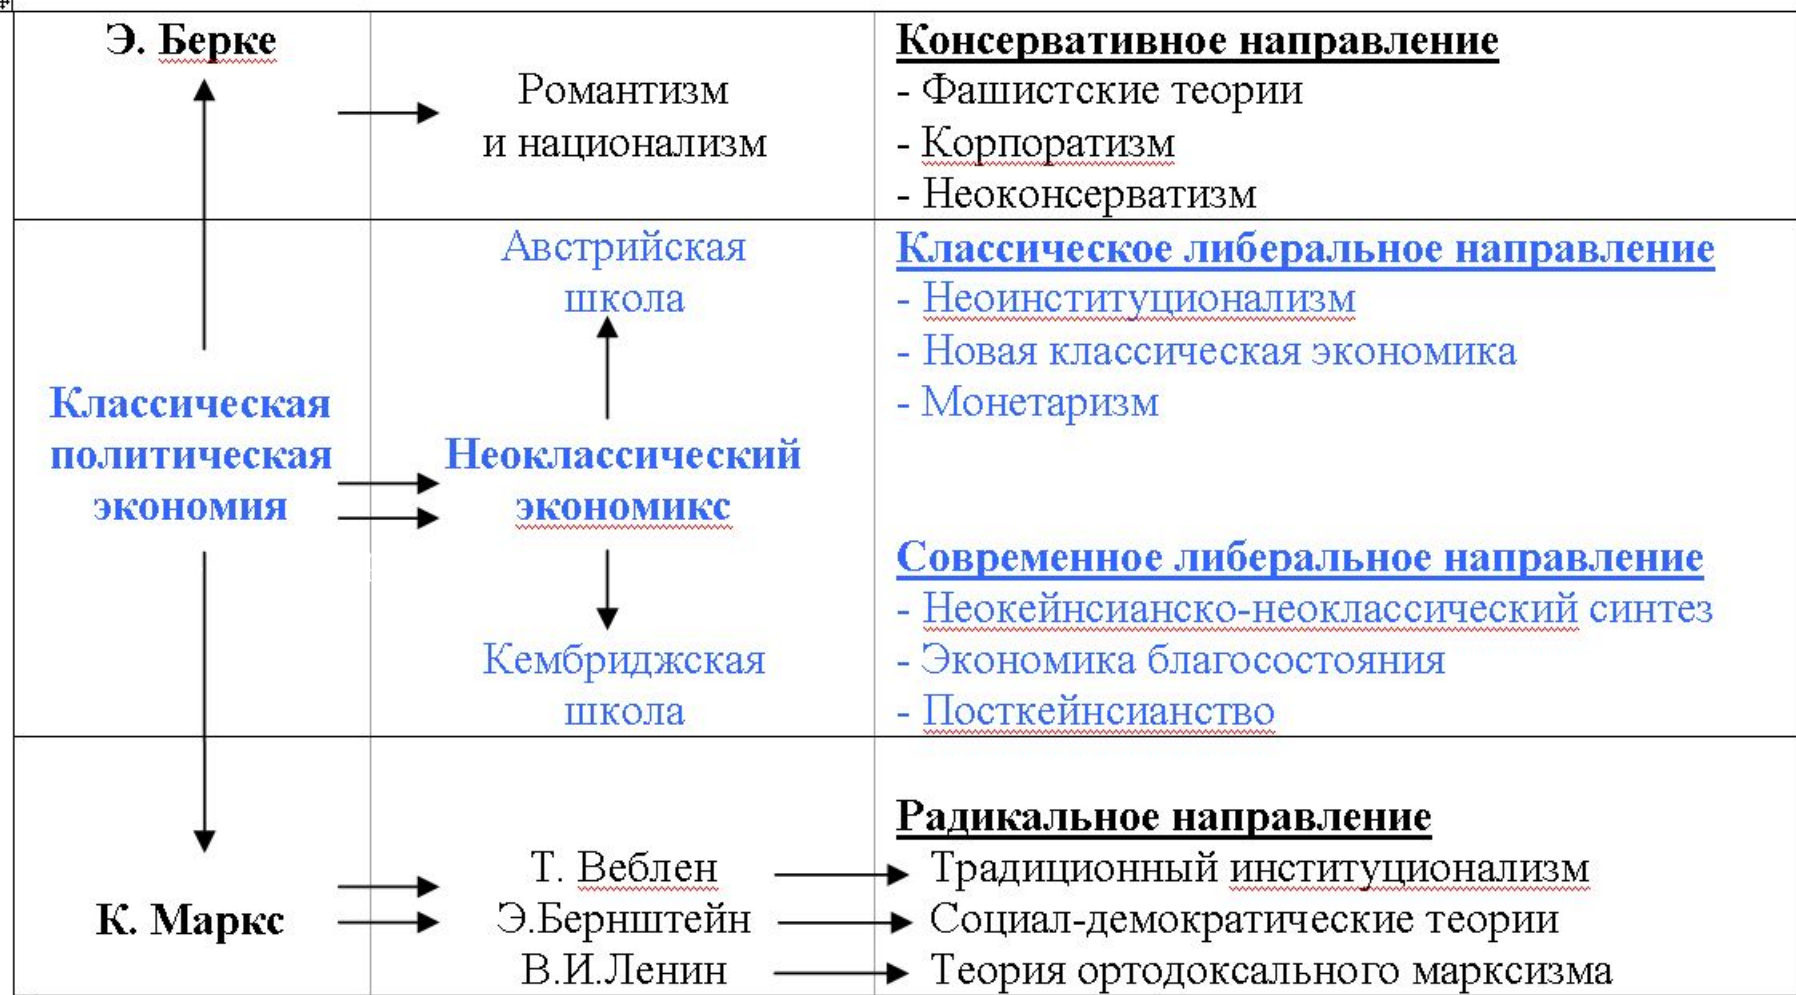 Э. Берке
Романтизм
и национализм
Консервативное направление
- Фашистские теории
- Корпоратизм
- Неоконсерватизм
Классическая
политическая
экономия
Австрийская
школа
Неоклассический
экономикс
Кембриджская
школа
Классическое либеральное направление
- Неоинституционализм
- Новая классическая экономика
- Монетаризм
Современное либеральное направление
- Неокейнсианско-неоклассический синтез
- Экономика благосостояния
- Посткейнсианство
К. Маркс
Т. Веблен
Э.Бернштейн
В.И.Ленин
Радикальное направление
Традиционный институционализм
Социал-демократические теории
Теория ортодоксального марксизма